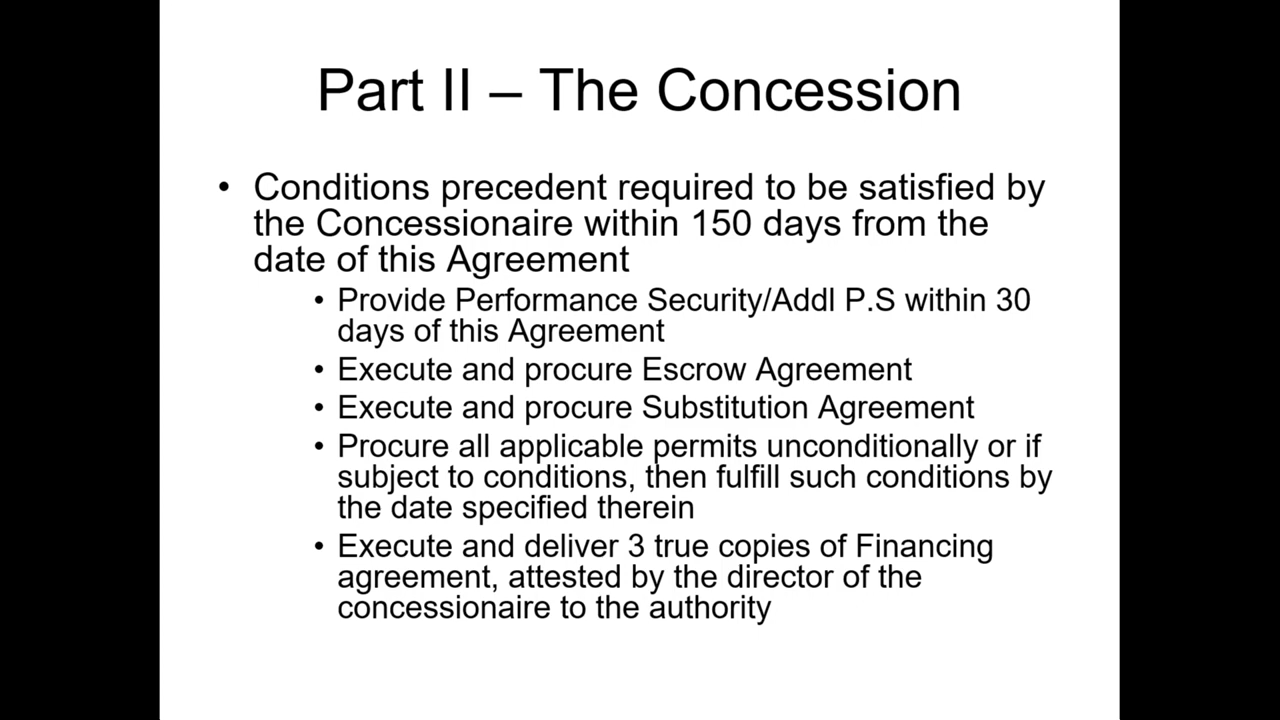 Part II – The Concession
• Conditions precedent required to be satisfied by
the Concessionaire within 150 days from the
date of this Agreement
• Provide Performance Security/Addl P.S within 30
days of this Agreement
• Execute and procure Escrow Agreement
• Execute and procure Substitution Agreement
• Procure all applicable permits unconditionally or if
subject to conditions, then fulfill such conditions by
the date specified therein
• Execute and deliver 3 true copies of Financing
agreement, attested by the director of the
concessionaire to the authority